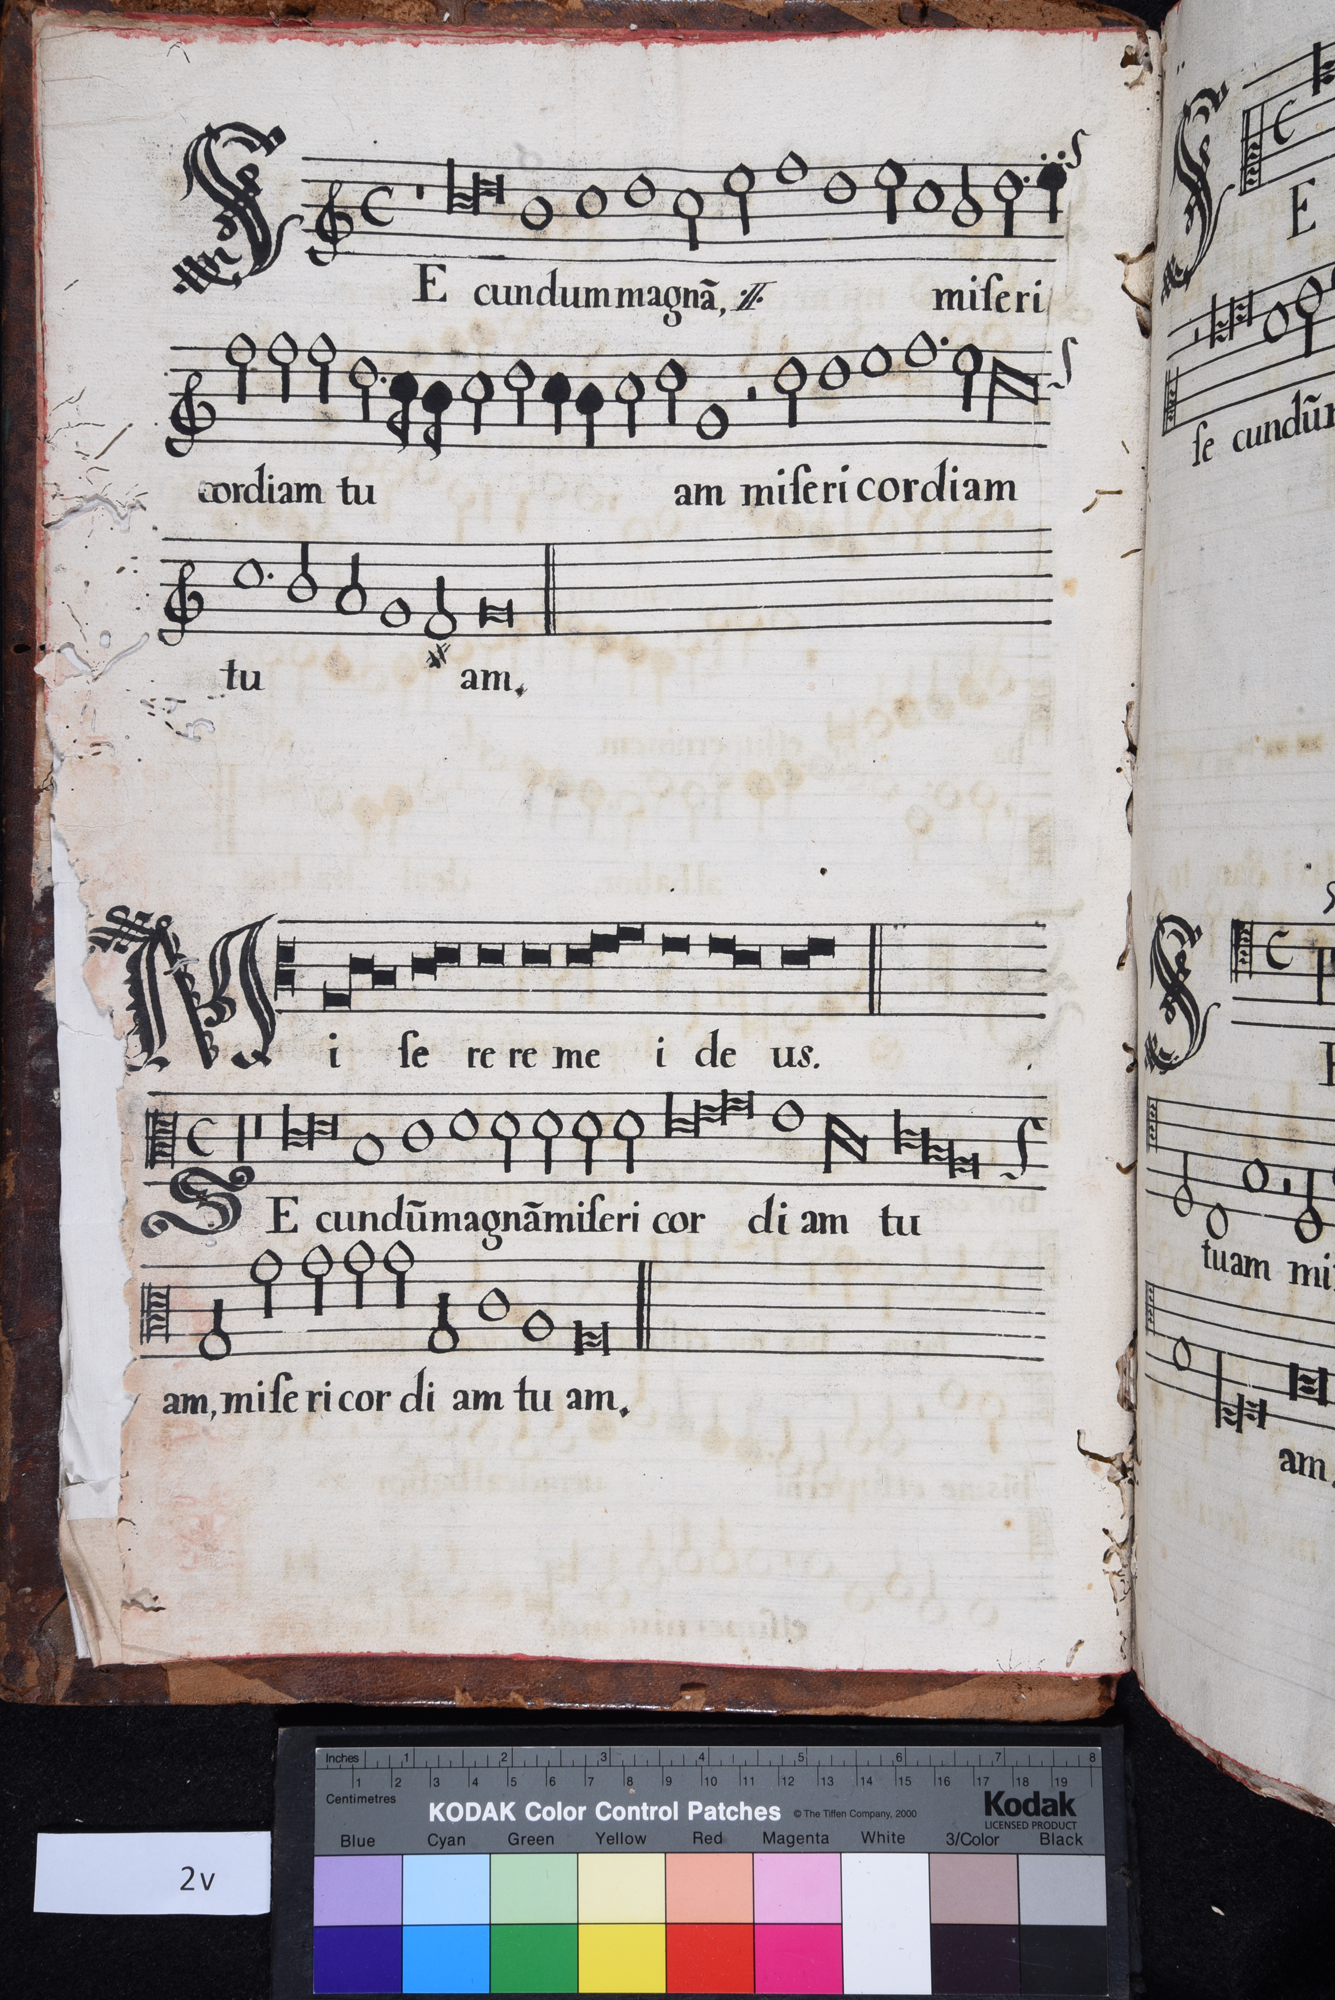 SE cundum magnã, ij. miſeri
cordiam tu am miſeri cordiam
tu am.
Mi ſe re re me i de us.
SE cundũ magnã miſeri cor di am tu
am, miſe ri cor di am tu am.
E
ſe cundũ
E
tuam mi
am
Inches 1 2 3 4 5 6 7 8
1 2 3 4 5 6 7 8 9 10 11 12 13 14 15 16 17 18 19
Centimetres
KODAK Color Control Patches © The Tiffen Company, 2000 Kodak
LICENSED PRODUCT
Blue Cyan Green Yellow Red Magenta White 3/Color Black
2v